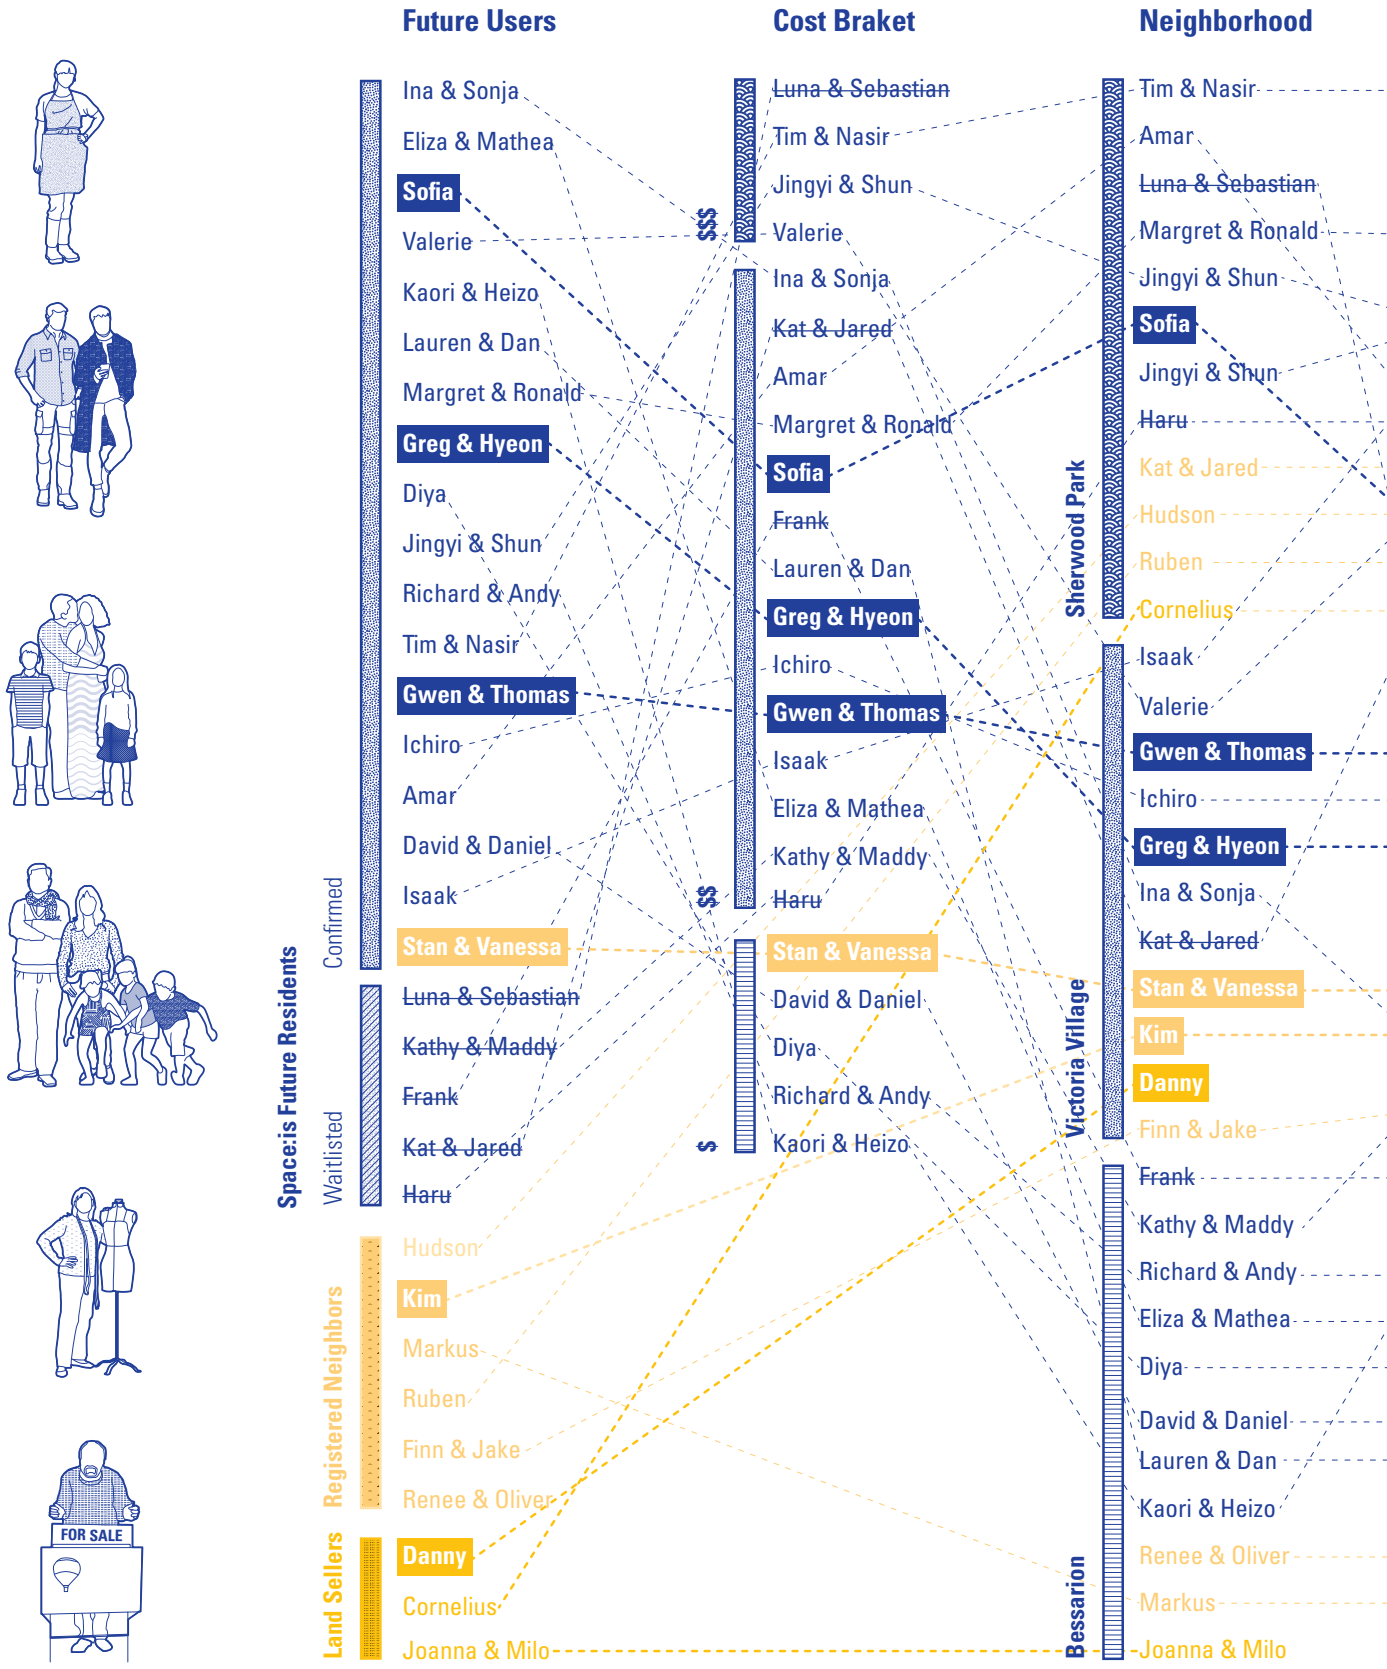 Future Users
Ina & Sonja
Eliza & Mathea
Sofia
Valerie
Kaori & Heizo
Lauren & Dan
Margret & Ronald
Greg & Hyeon
Diya
Jingyi & Shun
Richard & Andy
Tim & Nasir
Gwen & Thomas
Ichiro
Amar
David & Daniel
Isaak
Stan & Vanessa
Luna & Sebastian
Kathy & Maddy
Frank
Kat & Jared
Haru
Hudson
Kim
Markus
Ruben
Finn & Jake
Renee & Oliver
Danny
Cornelius
Joanna & Milo
Space:is Future Residents
Confirmed
Waitlisted
Registered Neighbors
Land Sellers
FOR SALE
Cost Braket
$$$
Luna & Sebastian
Tim & Nasir
Jingyi & Shun
Valerie
$$
Ina & Sonja
Kat & Jared
Amar
Margret & Ronald
Sofia
Frank
Lauren & Dan
Greg & Hyeon
Ichiro
Gwen & Thomas
Isaak
Eliza & Mathea
Kathy & Maddy
Haru
$
Stan & Vanessa
David & Daniel
Diya
Richard & Andy
Kaori & Heizo
Neighborhood
Sherwood Park
Tim & Nasir
Amar
Luna & Sebastian
Margret & Ronald
Jingyi & Shun
Sofia
Jingyi & Shun
Haru
Kat & Jared
Hudson
Ruben
Cornelius
Victoria Village
Isaak
Valerie
Gwen & Thomas
Ichiro
Greg & Hyeon
Ina & Sonja
Kat & Jared
Stan & Vanessa
Kim
Danny
Finn & Jake
Bessarion
Frank
Kathy & Maddy
Richard & Andy
Eliza & Mathea
Diya
David & Daniel
Lauren & Dan
Kaori & Heizo
Renee & Oliver
Markus
Joanna & Milo